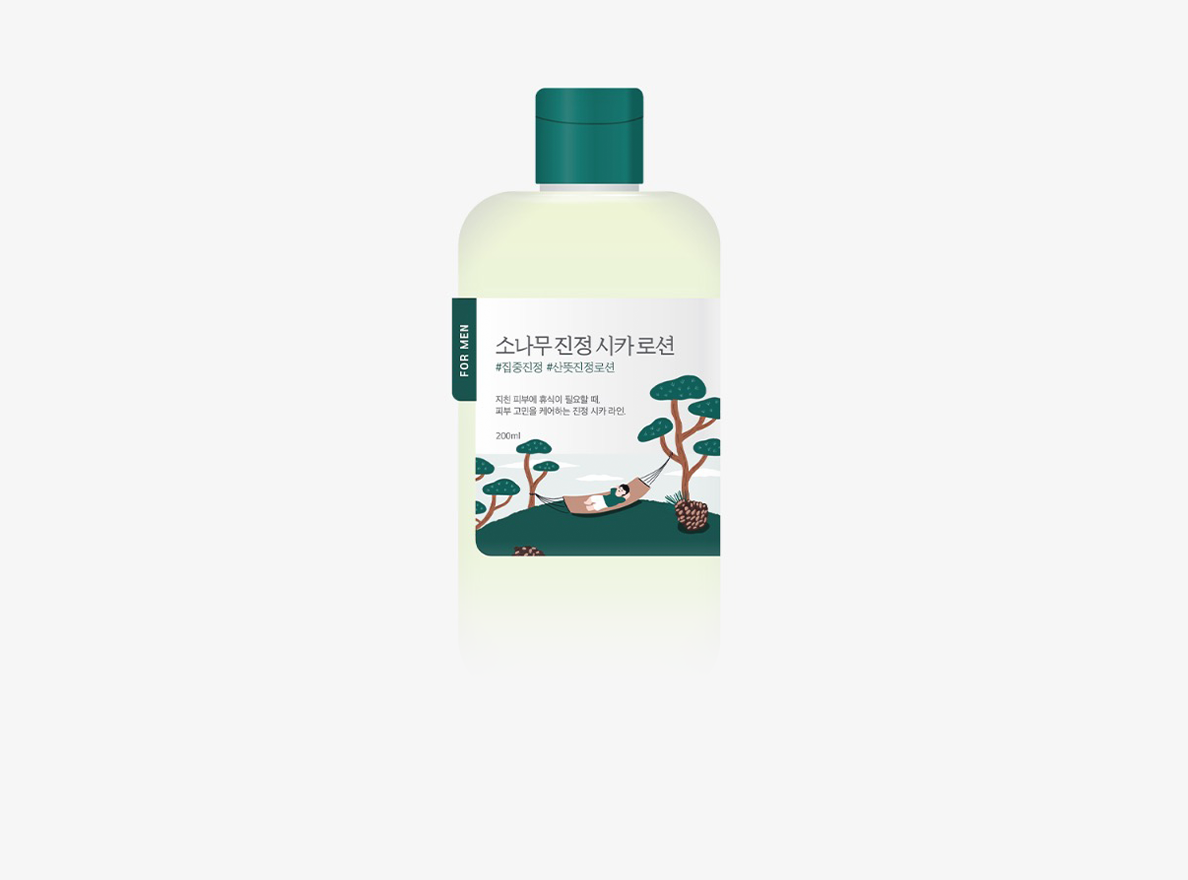 FOR MEN
소나무 진정 시카 로션
#집중진정 #산뜻진정로션
지친 피부에 휴식이 필요할 때,
피부 고민을 케어하는 진정 시카 라인.
200ml